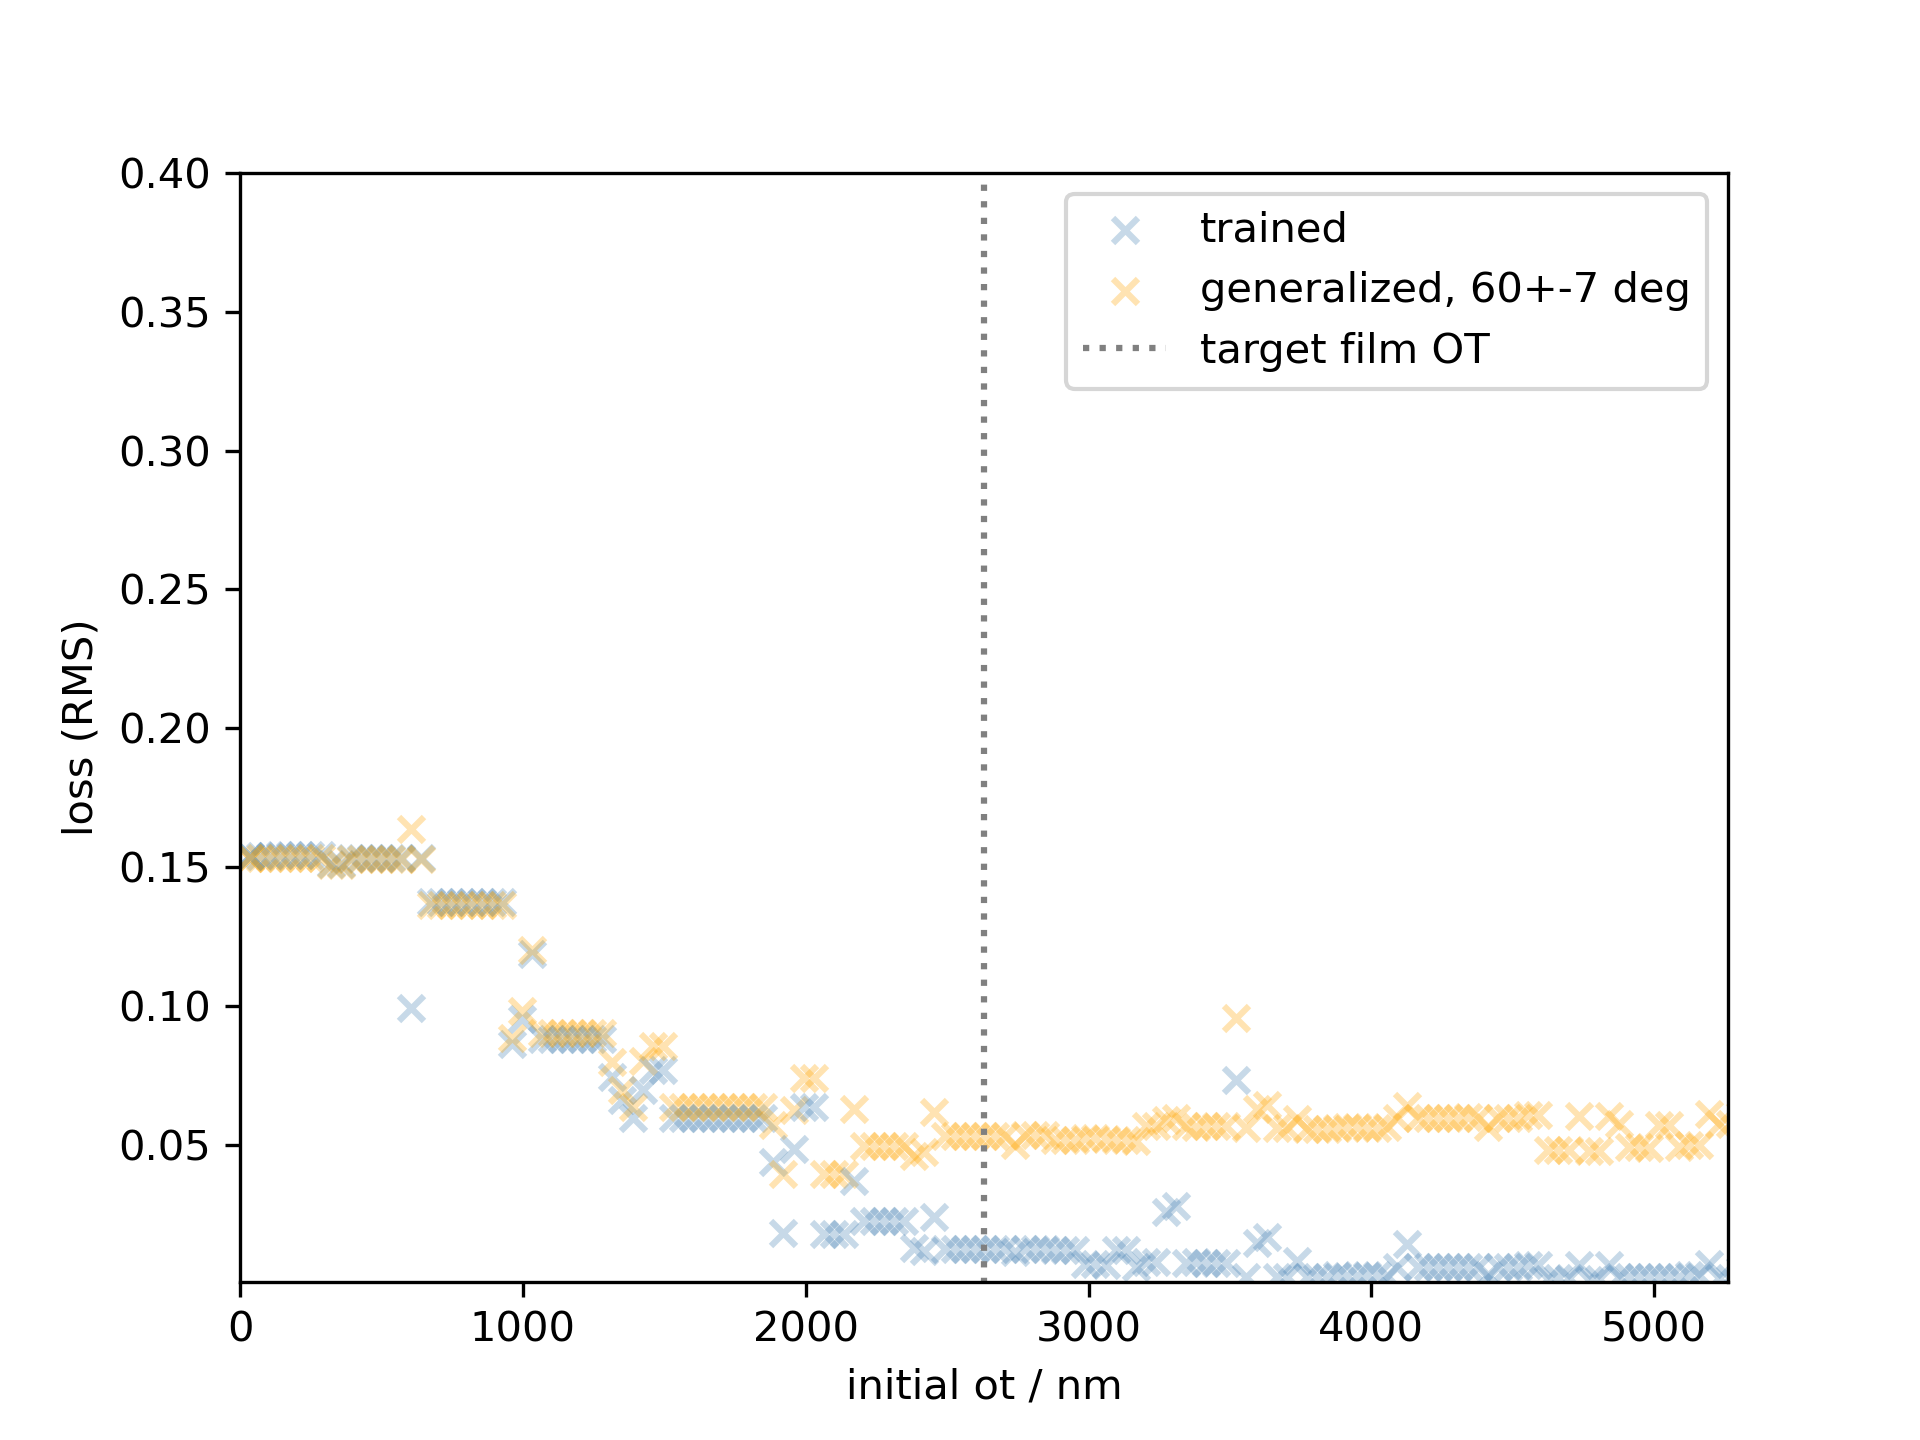 0.40
0.35
0.30
0.25
0.20
0.15
0.10
0.05
loss (RMS)
trained
generalized, 60+-7 deg
target film OT
0 1000 2000 3000 4000 5000
initial ot / nm